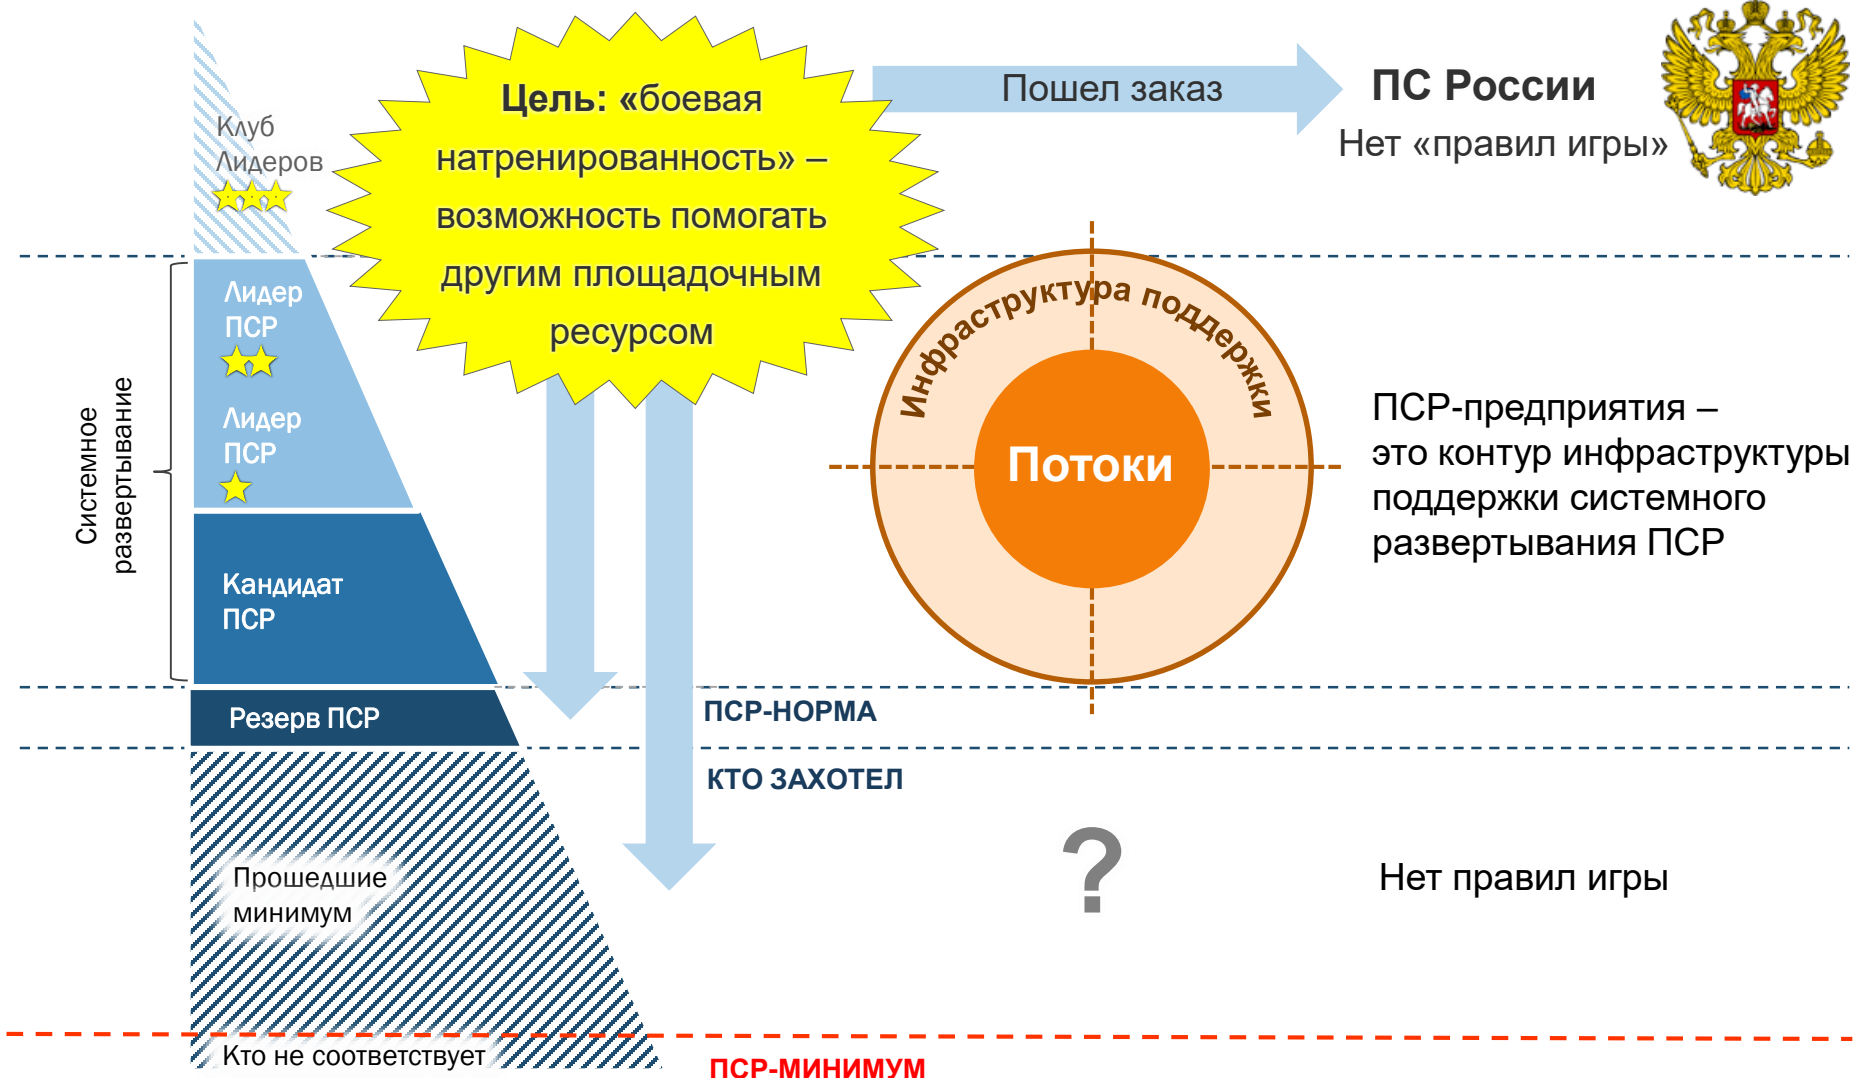 Цель: «боевая
натренированность» –
возможность помогать
другим площадочным
ресурсом
Пошел заказ
ПС России
Нет «правил игры»
Клуб
Лидеров
Системное
развертывание
Лидер
ПСР
Лидер
ПСР
Кандидат
ПСР
Резерв ПСР
Инфраструктура поддержки
Потоки
ПСР-предприятия –
это контур инфраструктуры
поддержки системного
развертывания ПСР
ПСР-НОРМА
КТО ЗАХОТЕЛ
Прошедшие
минимум
?
Нет правил игры
Кто не соответствует
ПСР-МИНИМУМ